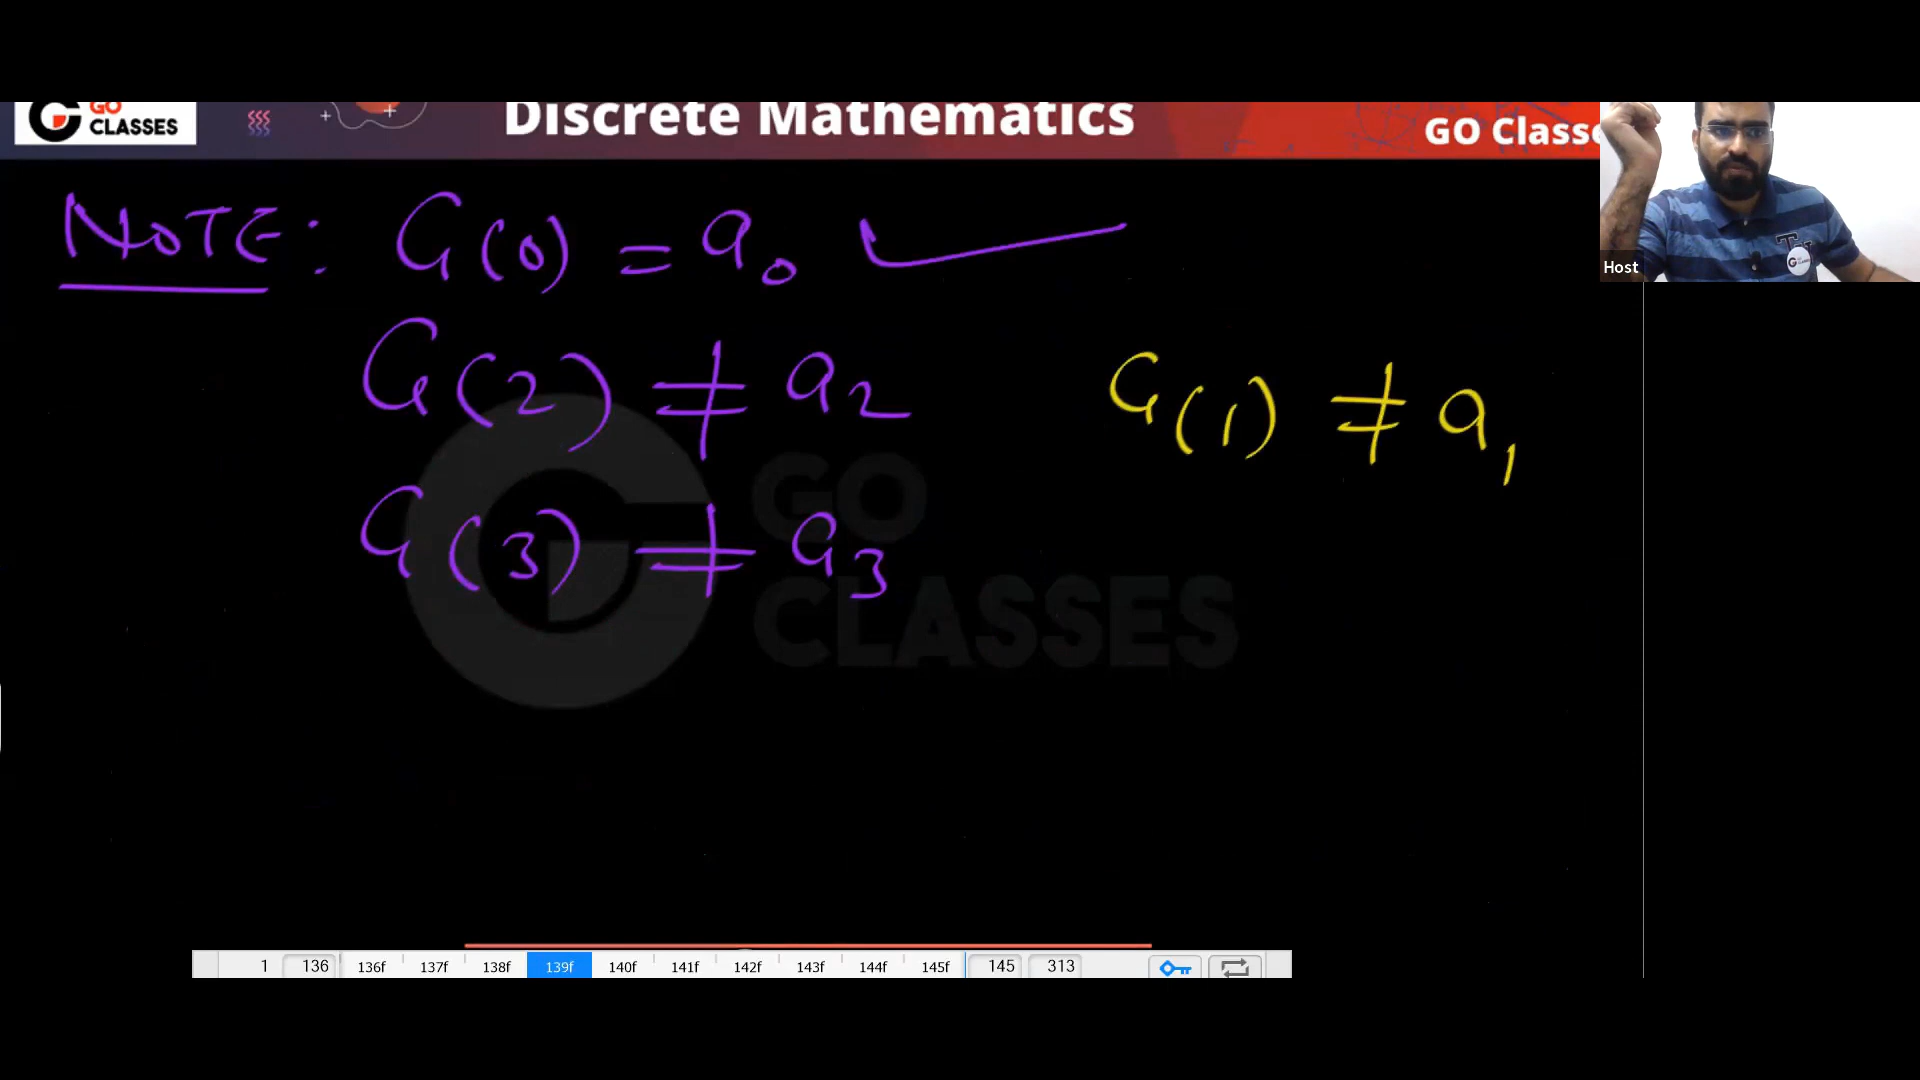 GO
CLASSES
Discrete Mathematics
GO Classe
Host
NOTE: G(0) = a₀
G(2) ≠ a₂
G(1) ≠ a₁
G(3) ≠ a₃
GO
CLASSES
1 136 136f 137f 138f 139f 140f 141f 142f 143f 144f 145f 145 313